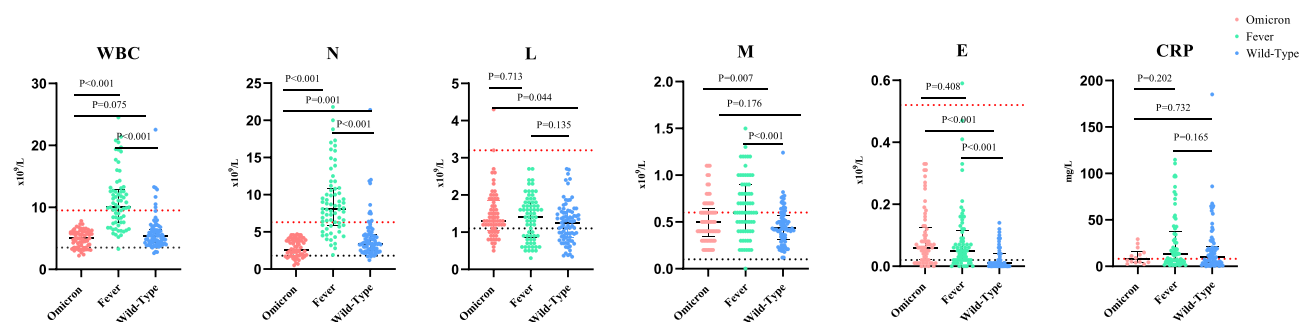 Omicron
Fever
Wild-Type
WBC
P<0.001
P=0.075
P<0.001
30
20
10
0
x10⁹/L
Omicron
Fever
Wild-Type
N
P<0.001
P=0.001
P<0.001
25
20
15
10
5
0
x10⁹/L
Omicron
Fever
Wild-Type
L
P=0.713
P=0.044
P=0.135
5
4
3
2
1
0
x10⁹/L
Omicron
Fever
Wild-Type
M
P=0.007
P=0.176
P<0.001
2.0
1.5
1.0
0.5
0.0
x10⁹/L
Omicron
Fever
Wild-Type
E
P=0.408
P<0.001
P<0.001
0.6
0.4
0.2
0.0
x10⁹/L
Omicron
Fever
Wild-Type
CRP
P=0.202
P=0.732
P=0.165
200
150
100
50
0
mg/L
Omicron
Fever
Wild-Type